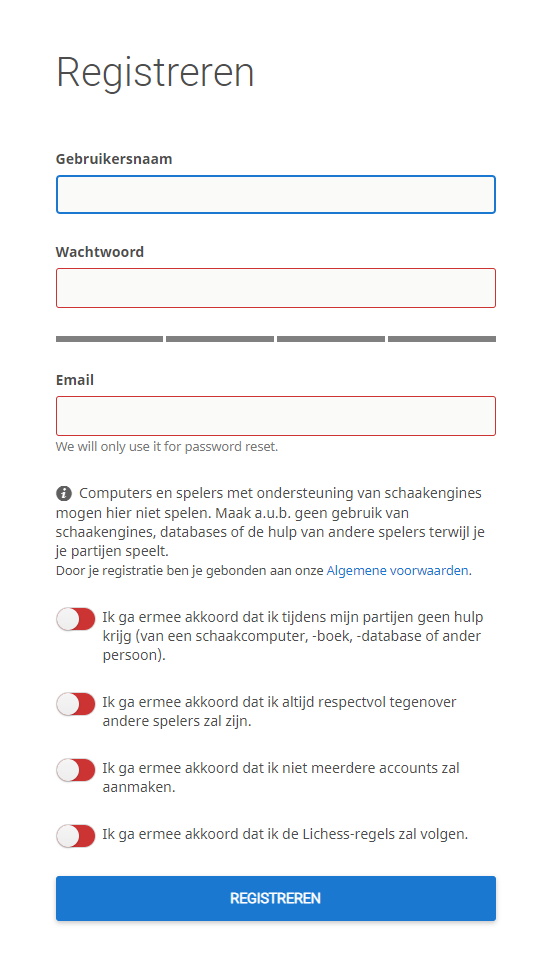 Registreren
Gebruikersnaam
Wachtwoord
Email
We will only use it for password reset.
Computers en spelers met ondersteuning van schaakengines
mogen hier niet spelen. Maak a.u.b. geen gebruik van
schaakengines, databases of de hulp van andere spelers terwijl je
je partijen speelt.
Door je registratie ben je gebonden aan onze Algemene voorwaarden.
Ik ga ermee akkoord dat ik tijdens mijn partijen geen hulp
krijg (van een schaakcomputer, -boek, -database of ander
persoon).
Ik ga ermee akkoord dat ik altijd respectvol tegenover
andere spelers zal zijn.
Ik ga ermee akkoord dat ik niet meerdere accounts zal
aanmaken.
Ik ga ermee akkoord dat ik de Lichess-regels zal volgen.
REGISTREREN